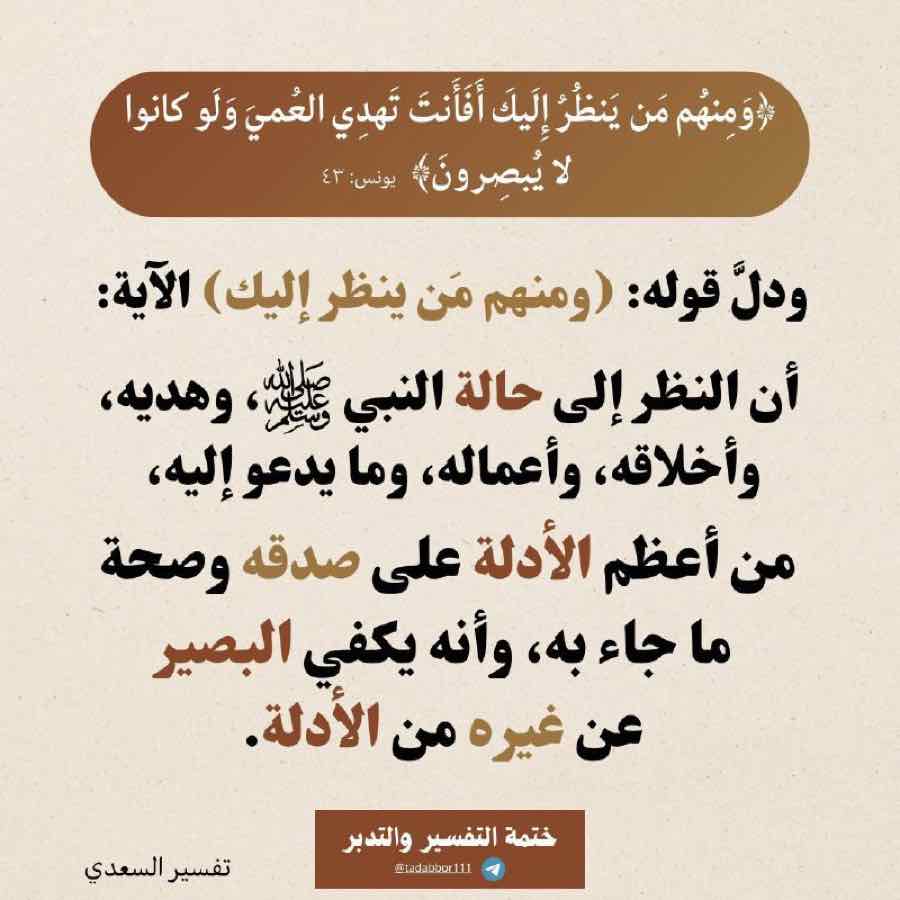 ﴿وَمِنهُم مَن يَنظُرُ إِلَيكَ أَفَأَنتَ تَهدِي العُميَ وَلَو كانوا
لا يُبصِرونَ﴾ يونس: ٤٣
ودلَّ قوله: (ومنهم مَن ينظر إليك) الآية:
أن النظر إلى حالة النبي ﷺ، وهديه،
وأخلاقه، وأعماله، وما يدعو إليه،
من أعظم الأدلة على صدقه وصحة
ما جاء به، وأنه يكفي البصير
عن غيره من الأدلة.
ختمة التفسير والتدبر
@tadabbor111
تفسير السعدي